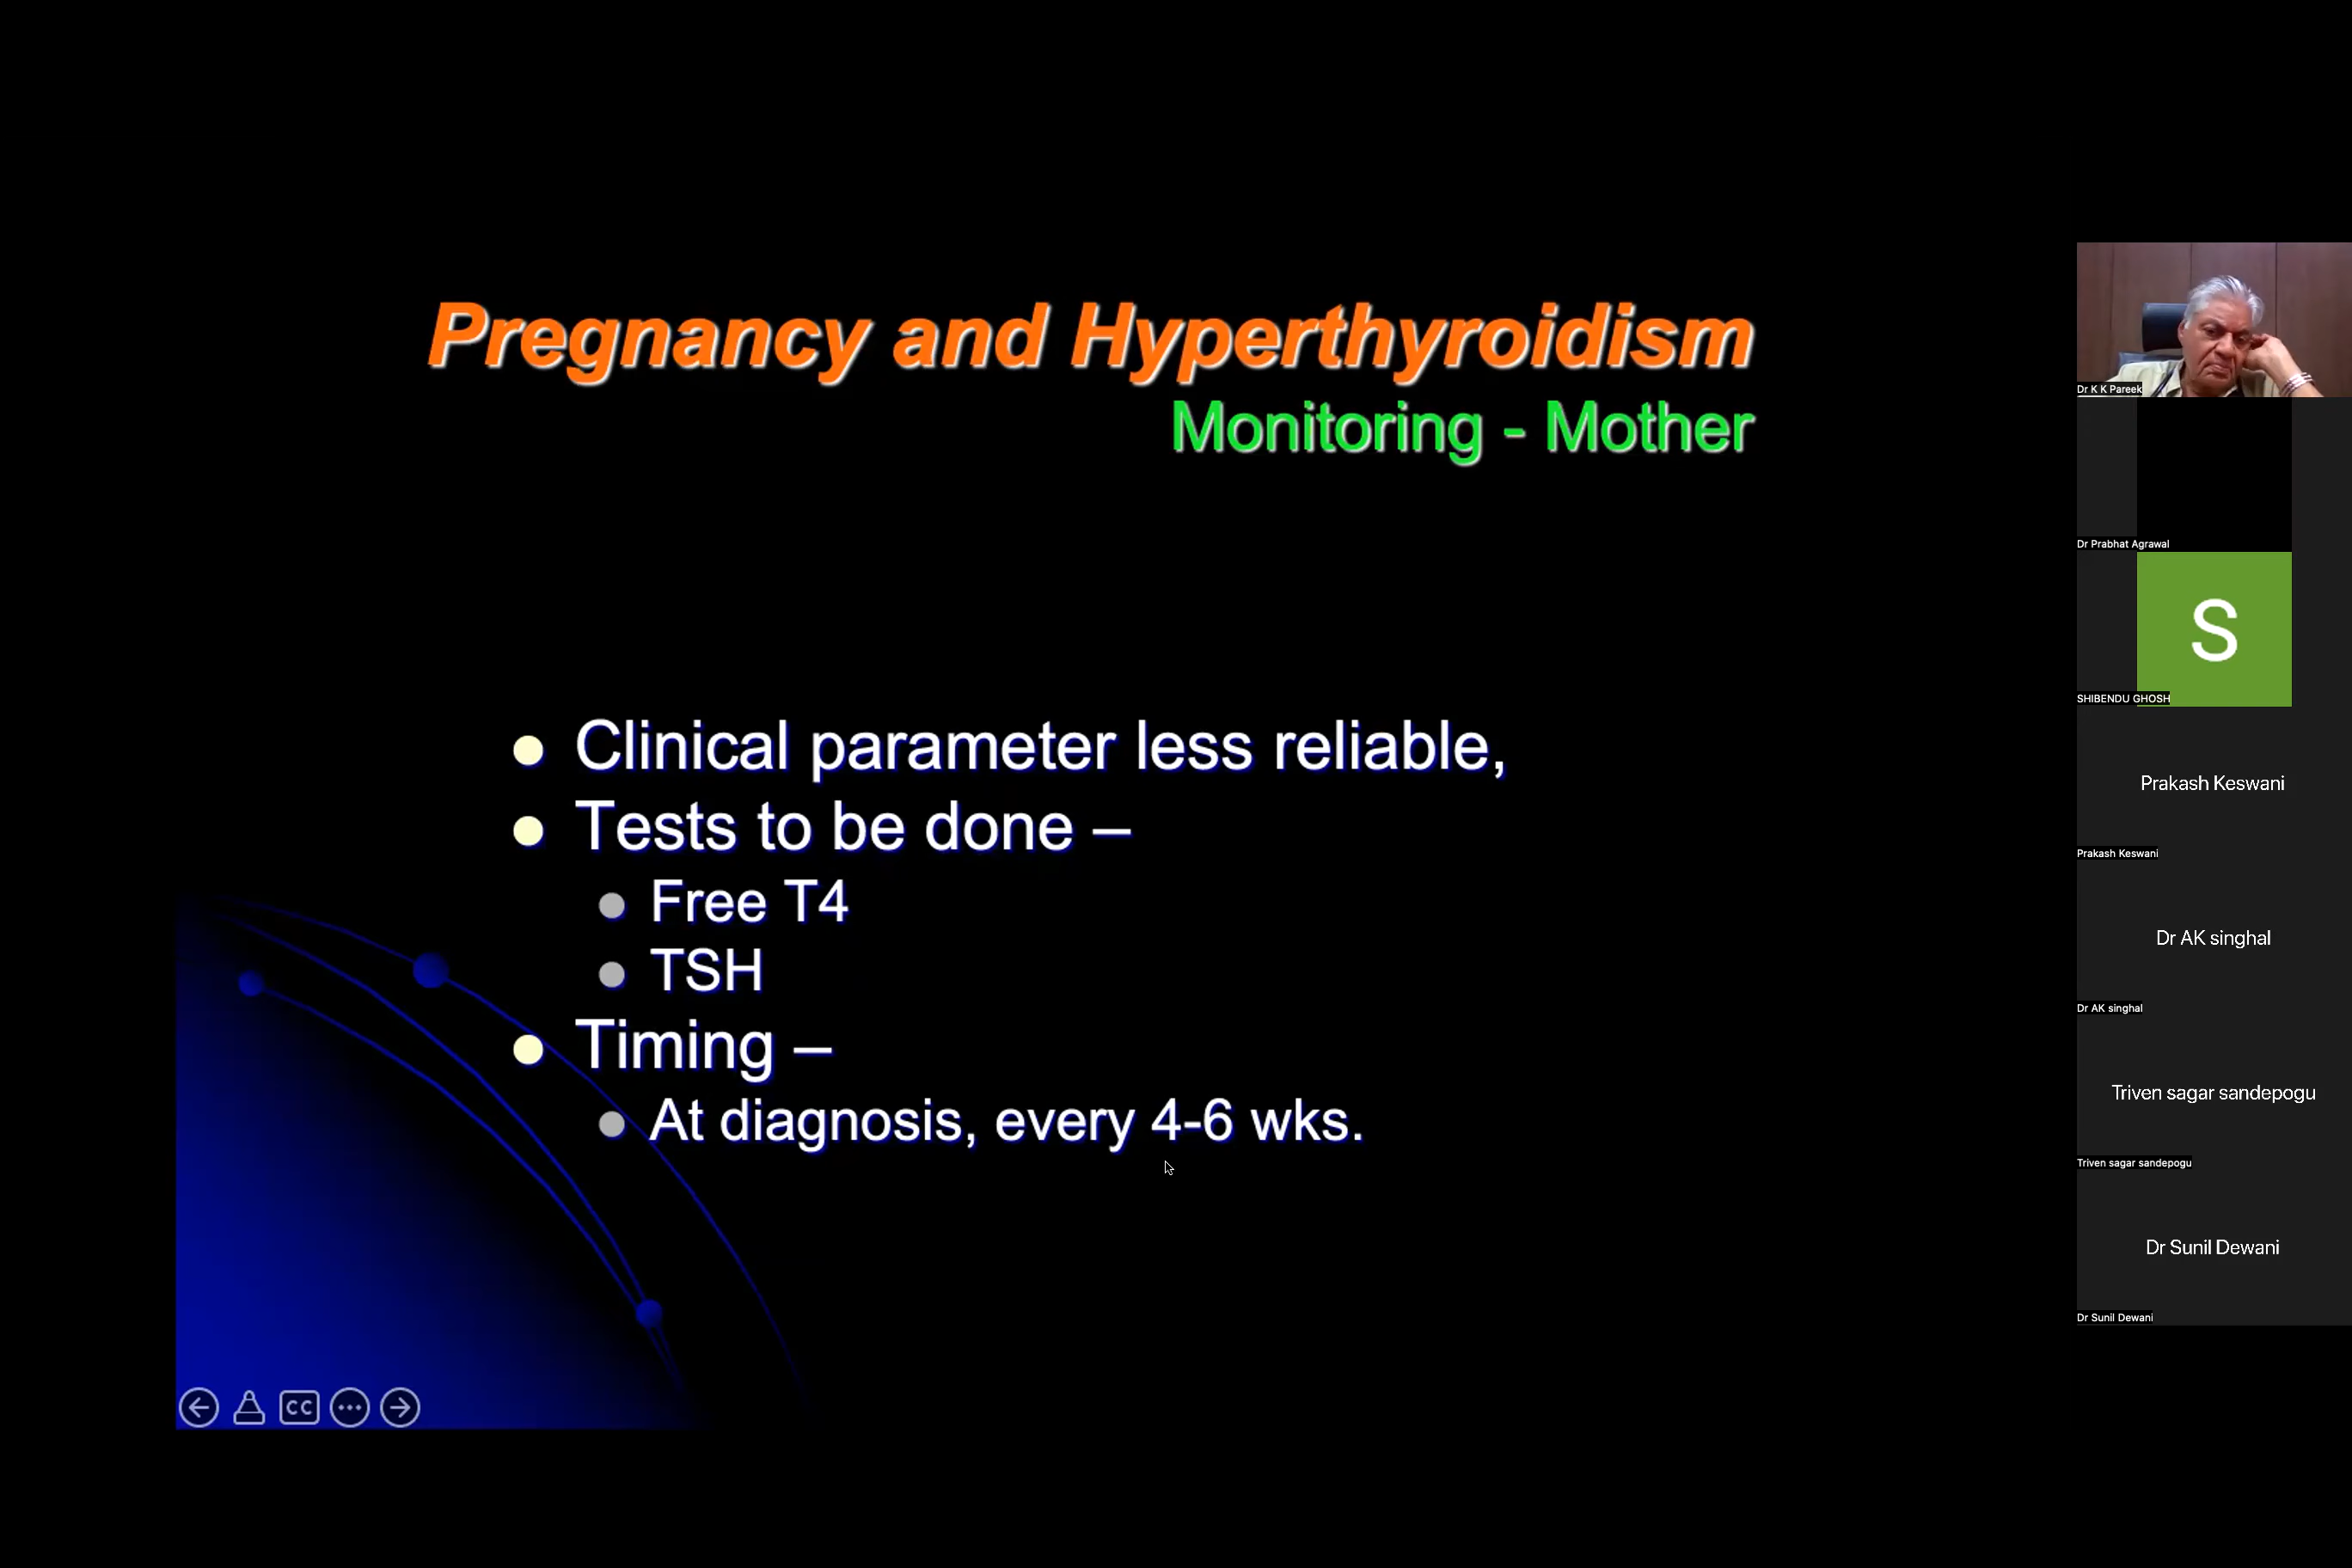 Pregnancy and Hyperthyroidism
Monitoring - Mother
Clinical parameter less reliable,
Tests to be done –
Free T4
TSH
Timing –
At diagnosis, every 4-6 wks.
CC
Dr K K Pareek
Dr Prabhat Agrawal
S
SHIBENDU GHOSH
Prakash Keswani
Prakash Keswani
Dr AK singhal
Dr AK singhal
Triven sagar sandepogu
Triven sagar sandepogu
Dr Sunil Dewani
Dr Sunil Dewani